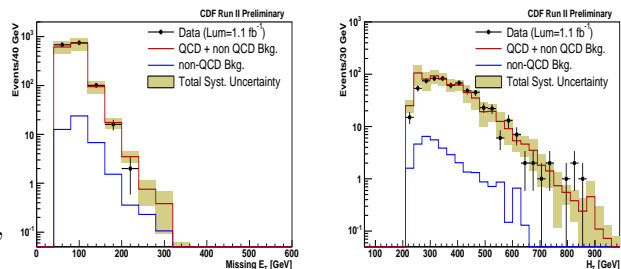 CDF Run II Preliminary
Events/40 GeV
10³
10²
10
1
10⁻¹
Data (Lum=1.1 fb⁻¹)
QCD + non QCD Bkg.
non-QCD Bkg.
Total Syst. Uncertainty
0 100 200 300 400 500 600
Missing E_T [GeV]
CDF Run II Preliminary
Events/30 GeV
10³
10²
10
1
10⁻¹
Data (Lum=1.1 fb⁻¹)
QCD + non QCD Bkg.
non-QCD Bkg.
Total Syst. Uncertainty
100 200 300 400 500 600 700 800 900
H_T [GeV]
g